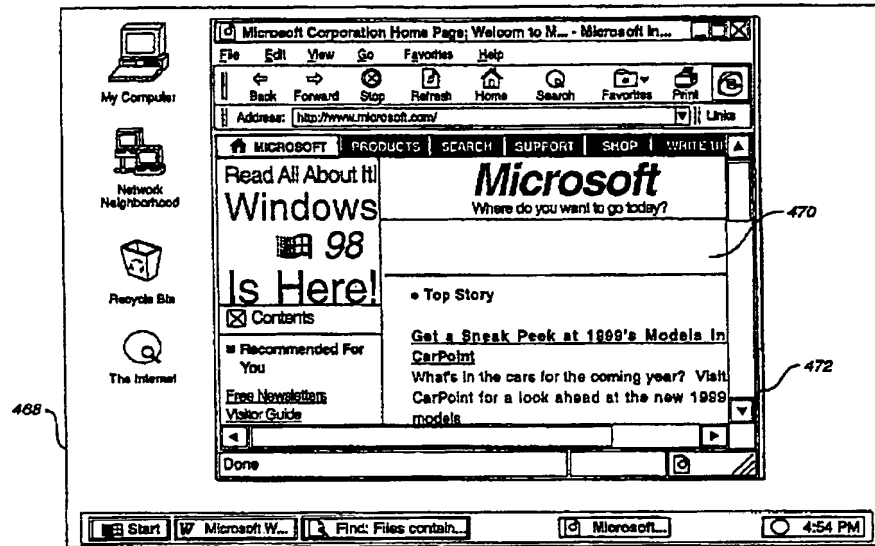 Microsoft Corporation Home Page; Welcom to M... - Microsoft In...
File Edit View Go Favorites Help
Back Forward Stop Refresh Home Search Favorites Print
Address: http://www.microsoft.com/ Links
MICROSOFT PRODUCTS SEARCH SUPPORT SHOP WRITE U
Read All About It!
Windows
98
Is Here!
Contents
Recommended For
You
Free Newsletters
Visitor Guide
Microsoft
Where do you want to go today?
• Top Story
Get a Sneak Peek at 1999's Models in
CarPoint
What's in the cars for the coming year? Visit
CarPoint for a look ahead at the new 1999
models
Done
My Computer
Network
Neighborhood
Recycle Bin
The Internet
470
472
468
Start W Microsoft W... Find: Files contain... Microsoft... 4:54 PM